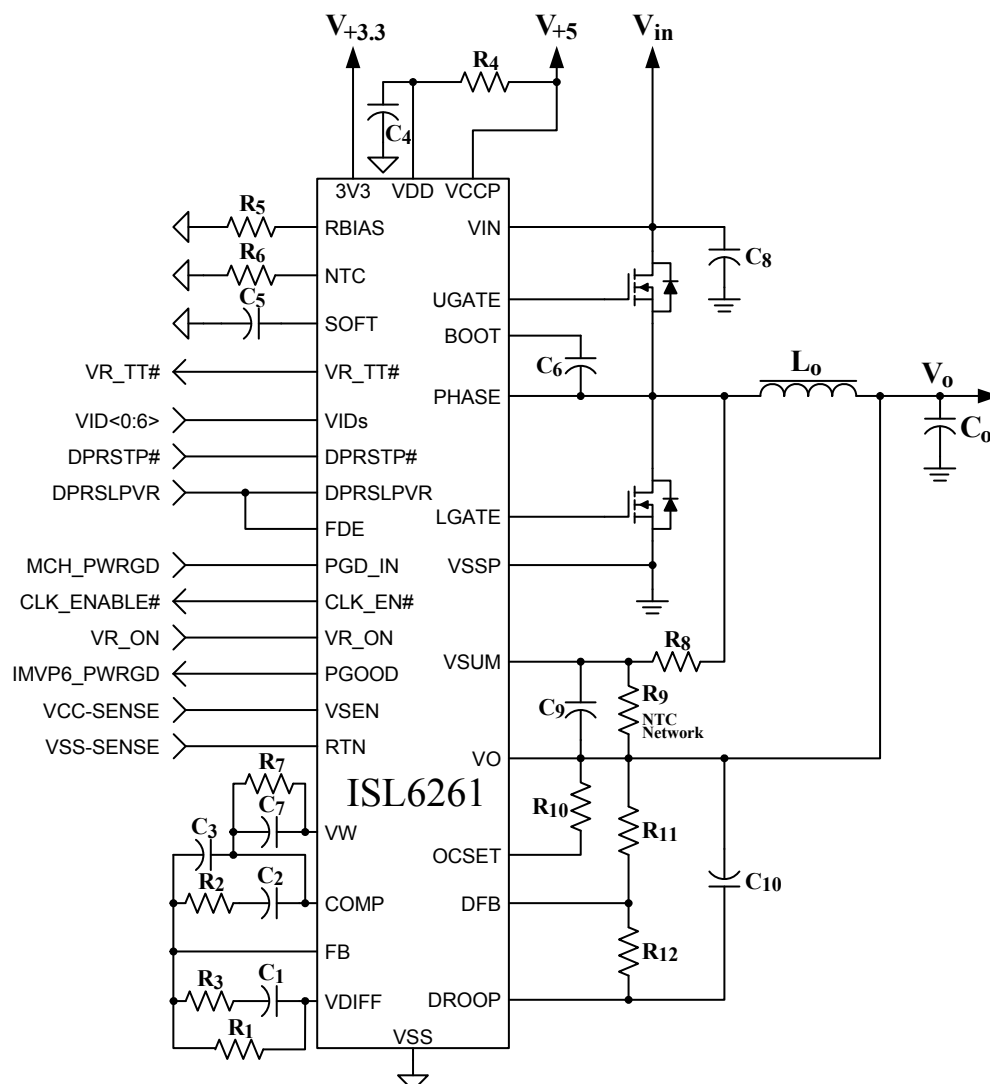 V+3.3
V+5
Vin
R4
C4
3V3 VDD VCCP
R5
RBIAS
VIN
C8
R6
NTC
C5
SOFT
UGATE
BOOT
C6
VR_TT#
VR_TT#
PHASE
Lo
Vo
Co
VID<0:6>
VIDs
DPRSTP#
DPRSTP#
DPRSLPVR
DPRSLPVR
LGATE
FDE
MCH_PWRGD
PGD_IN
VSSP
CLK_ENABLE#
CLK_EN#
VR_ON
VR_ON
R8
VSUM
IMVP6_PWRGD
PGOOD
R9
NTC
Network
C9
VCC-SENSE
VSEN
VSS-SENSE
RTN
VO
R7
ISL6261
R10
C7
VW
R11
C3
OCSET
R2
C2
COMP
DFB
C10
FB
R12
R3
C1
VDIFF
DROOP
R1
VSS